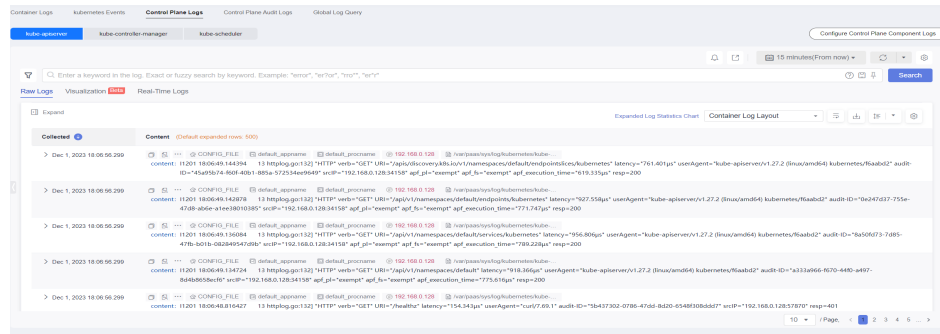 Container Logs kubernetes Events Control Plane Logs Control Plane Audit Logs Global Log Query
kube-apiserver kube-controller-manager kube-scheduler Configure Control Plane Component Logs
15 minutes(From now)
Enter a keyword in the log. Exact or fuzzy search by keyword. Example: "error", "er?or", "rro*", "er*r" Search
Raw Logs Visualization Beta Real-Time Logs
Expand Expanded Log Statistics Chart Container Log Layout
Collected Content (Default expanded rows: 500)
Dec 1, 2023 18:06:56.299 ··· CONFIG_FILE default_appname default_procname 192.168.0.128 /var/paas/sys/log/kubernetes/kube-...
content: I1201 18:06:49.144394 13 httplog.go:132] "HTTP" verb="GET" URI="/apis/discovery.k8s.io/v1/namespaces/default/endpointslices/kubernetes" latency="761.401µs" userAgent="kube-apiserver/v1.27.2 (linux/amd64) kubernetes/f6aabd2" audit-
ID="45a95b74-f60f-40b1-885a-572534ee9649" srcIP="192.168.0.128:34158" apf_pl="exempt" apf_fs="exempt" apf_execution_time="619.335µs" resp=200
Dec 1, 2023 18:06:56.299 ··· CONFIG_FILE default_appname default_procname 192.168.0.128 /var/paas/sys/log/kubernetes/kube-...
content: I1201 18:06:49.142878 13 httplog.go:132] "HTTP" verb="GET" URI="/api/v1/namespaces/default/endpoints/kubernetes" latency="927.558µs" userAgent="kube-apiserver/v1.27.2 (linux/amd64) kubernetes/f6aabd2" audit-ID="0e247d37-755e-
47d8-ab6e-a1ee38010385" srcIP="192.168.0.128:34158" apf_pl="exempt" apf_fs="exempt" apf_execution_time="771.747µs" resp=200
Dec 1, 2023 18:06:56.299 ··· CONFIG_FILE default_appname default_procname 192.168.0.128 /var/paas/sys/log/kubernetes/kube-...
content: I1201 18:06:49.136084 13 httplog.go:132] "HTTP" verb="GET" URI="/api/v1/namespaces/default/services/kubernetes" latency="956.806µs" userAgent="kube-apiserver/v1.27.2 (linux/amd64) kubernetes/f6aabd2" audit-ID="8a50fd73-7d85-
47fb-b01b-082849547d9b" srcIP="192.168.0.128:34158" apf_pl="exempt" apf_fs="exempt" apf_execution_time="789.228µs" resp=200
Dec 1, 2023 18:06:56.299 ··· CONFIG_FILE default_appname default_procname 192.168.0.128 /var/paas/sys/log/kubernetes/kube-...
content: I1201 18:06:49.134724 13 httplog.go:132] "HTTP" verb="GET" URI="/api/v1/namespaces/default" latency="918.366µs" userAgent="kube-apiserver/v1.27.2 (linux/amd64) kubernetes/f6aabd2" audit-ID="a333a966-f670-44f0-a497-
8d4b8658ecf6" srcIP="192.168.0.128:34158" apf_pl="exempt" apf_fs="exempt" apf_execution_time="775.616µs" resp=200
Dec 1, 2023 18:06:56.299 ··· CONFIG_FILE default_appname default_procname 192.168.0.128 /var/paas/sys/log/kubernetes/kube-...
content: I1201 18:06:48.816427 13 httplog.go:132] "HTTP" verb="GET" URI="/healthz" latency="154.343µs" userAgent="curl/7.69.1" audit-ID="5b437302-0786-47dd-8d20-6548f308ddd7" srcIP="192.168.0.128:57870" resp=401
10 / Page, < 1 2 3 4 5 ... >